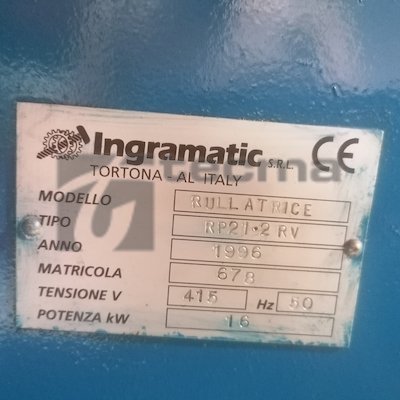 Ingramatic S.R.L. CE
TORTONA - AL ITALY
tecma
MODELLO RULLATRICE
TIPO RP21·2 RV
ANNO 1996
MATRICOLA 678
TENSIONE V 415 Hz 50
POTENZA kW 16